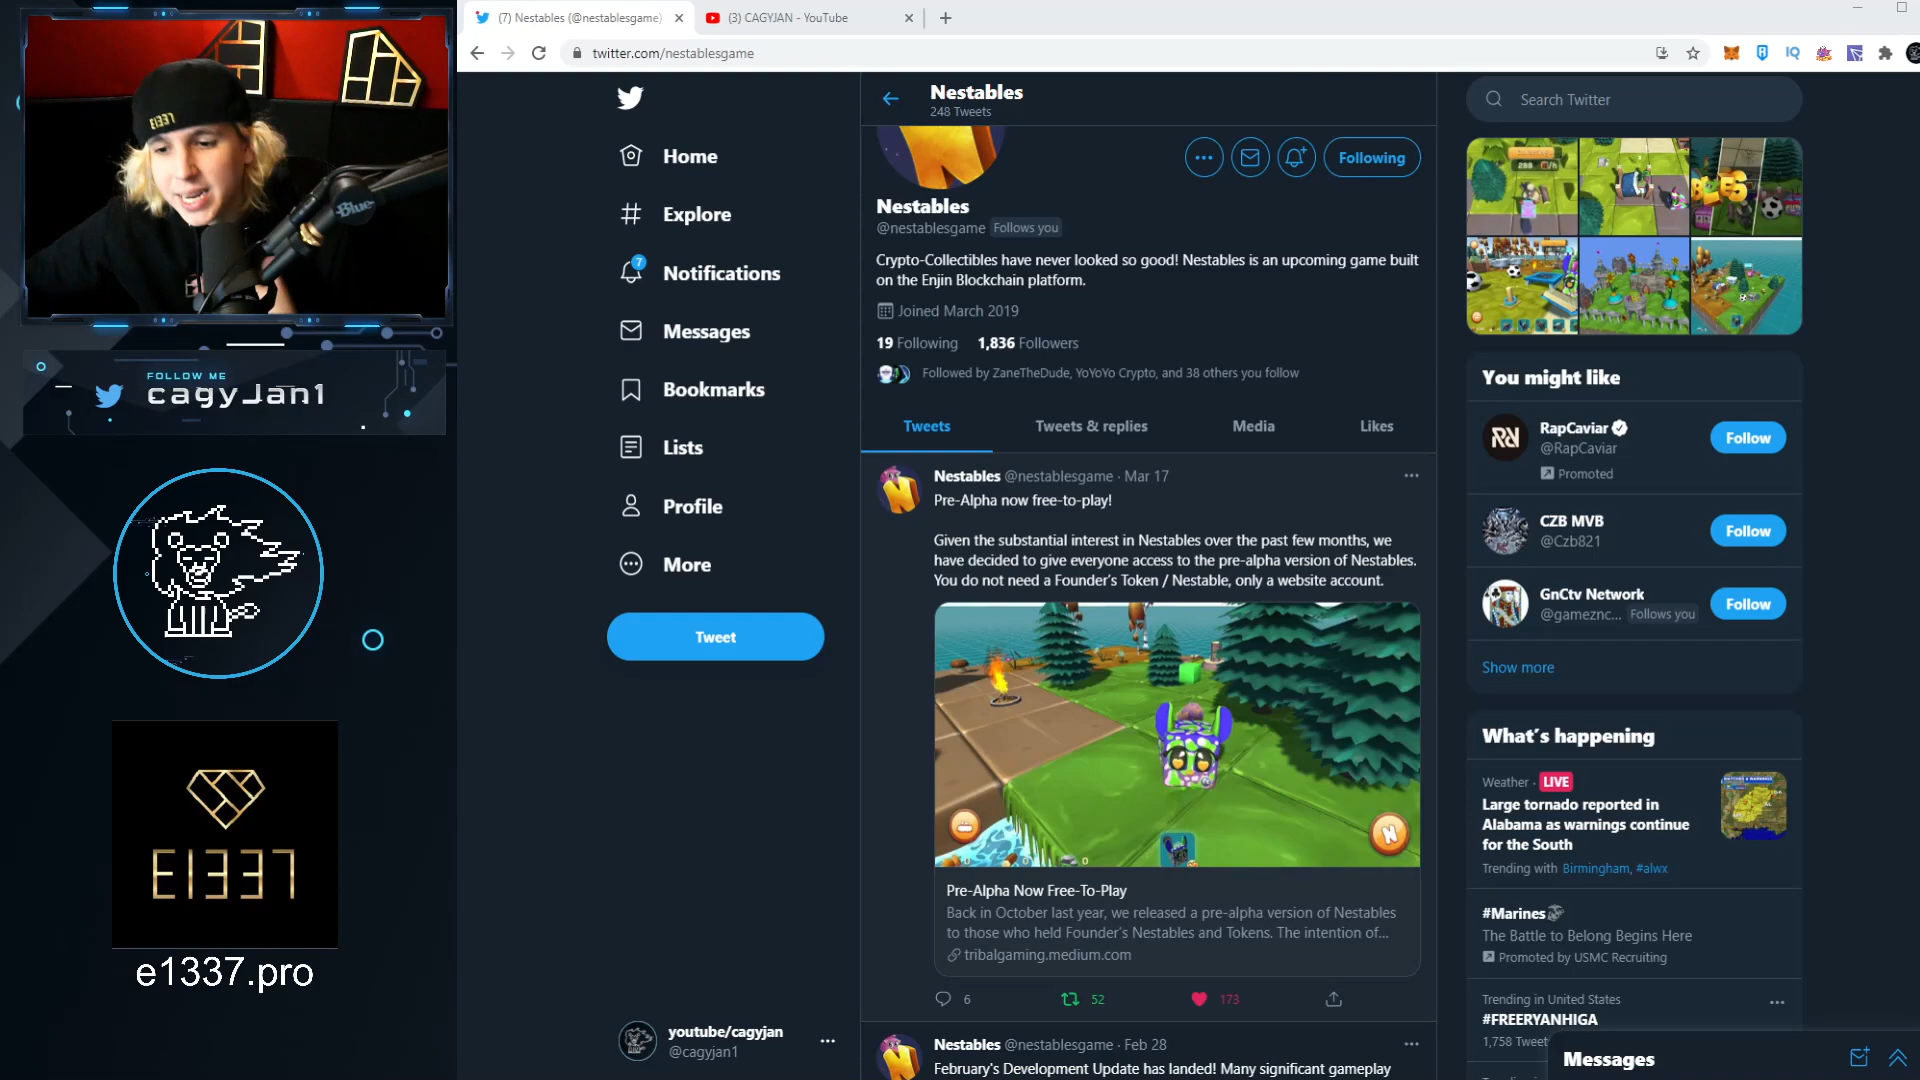 (7) Nestables (@nestablesgame)
(3) CAGYJAN - YouTube
twitter.com/nestablesgame
E1337
Blue
FOLLOW ME
cagyJan1
E1337
e1337.pro
Home
Explore
7
Notifications
Messages
Bookmarks
Lists
Profile
More
Tweet
youtube/cagyjan
@cagyjan1
Nestables
248 Tweets
Following
Nestables
@nestablesgame Follows you
Crypto-Collectibles have never looked so good! Nestables is an upcoming game built
on the Enjin Blockchain platform.
Joined March 2019
19 Following 1,836 Followers
Followed by ZaneTheDude, YoYoYo Crypto, and 38 others you follow
Tweets
Tweets & replies
Media
Likes
Nestables @nestablesgame · Mar 17
Pre-Alpha now free-to-play!
Given the substantial interest in Nestables over the past few months, we
have decided to give everyone access to the pre-alpha version of Nestables.
You do not need a Founder's Token / Nestable, only a website account.
Pre-Alpha Now Free-To-Play
Back in October last year, we released a pre-alpha version of Nestables
to those who held Founder's Nestables and Tokens. The intention of...
tribalgaming.medium.com
6
52
173
Nestables @nestablesgame · Feb 28
February's Development Update has landed! Many significant gameplay
Search Twitter
You might like
RapCaviar
@RapCaviar
Promoted
Follow
CZB MVB
@Czb821
Follow
GnCtv Network
@gameznc... Follows you
Follow
Show more
What's happening
Weather · LIVE
Large tornado reported in
Alabama as warnings continue
for the South
Trending with Birmingham, #alwx
#Marines
The Battle to Belong Begins Here
Promoted by USMC Recruiting
Trending in United States
#FREERYANHIGA
1,758 Tweet
Messages